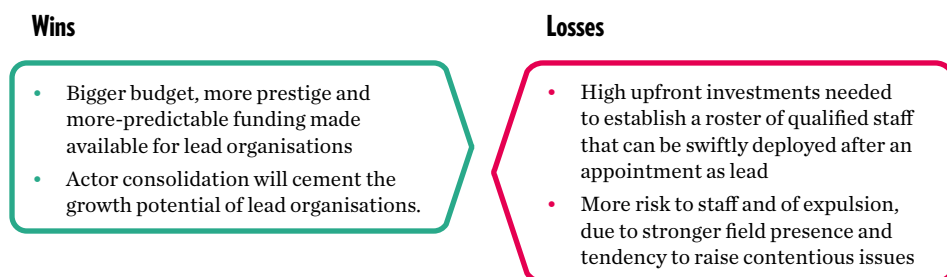 Wins
• Bigger budget, more prestige and
more-predictable funding made
available for lead organisations
• Actor consolidation will cement the
growth potential of lead organisations.
Losses
• High upfront investments needed
to establish a roster of qualified staff
that can be swiftly deployed after an
appointment as lead
• More risk to staff and of expulsion,
due to stronger field presence and
tendency to raise contentious issues